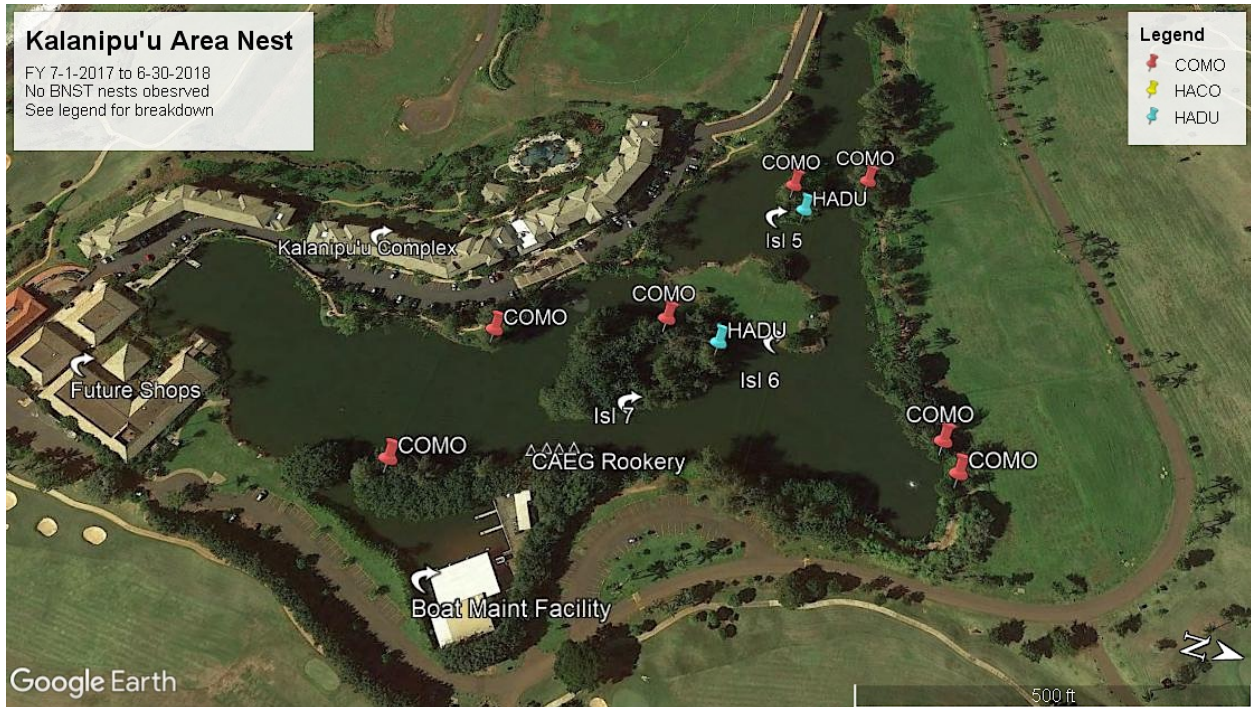 Kalanipu'u Area Nest
FY 7-1-2017 to 6-30-2018
No BNST nests obesrved
See legend for breakdown
Legend
COMO
HACO
HADU
COMO
COMO
HADU
Isl 5
Kalanipu'u Complex
COMO
COMO
HADU
Isl 6
Future Shops
Isl 7
COMO
COMO
CAEG Rookery
COMO
Boat Maint Facility
N
Google Earth
500 ft